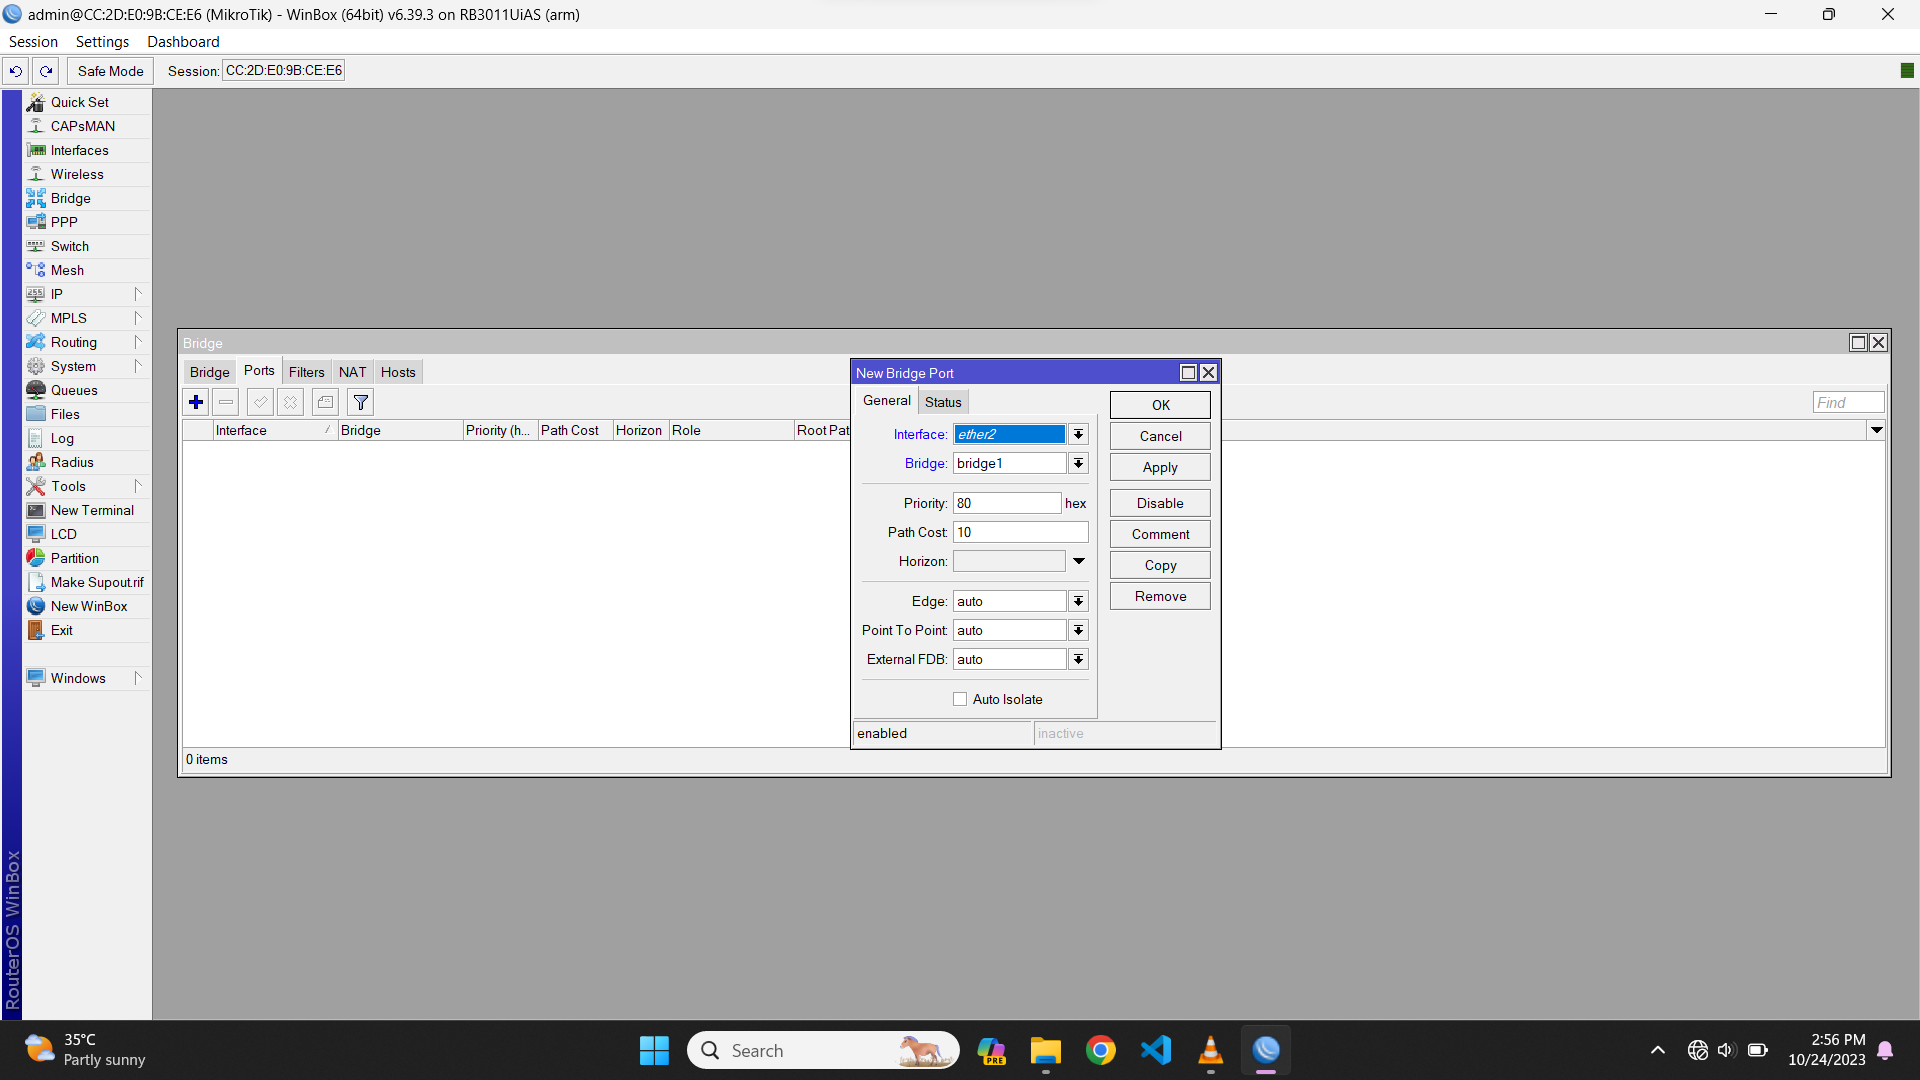 admin@CC:2D:E0:9B:CE:E6 (MikroTik) - WinBox (64bit) v6.39.3 on RB3011UiAS (arm)
Session Settings Dashboard
Safe Mode Session: CC:2D:E0:9B:CE:E6
Quick Set
CAPsMAN
Interfaces
Wireless
Bridge
PPP
Switch
Mesh
IP
MPLS
Routing
System
Queues
Files
Log
Radius
Tools
New Terminal
LCD
Partition
Make Supout.rif
New WinBox
Exit
Windows
RouterOS WinBox
Bridge
Bridge Ports Filters NAT Hosts
Find
Interface Bridge Priority (h... Path Cost Horizon Role Root Pat
0 items
New Bridge Port
General Status
Interface: ether2
Bridge: bridge1
Priority: 80 hex
Path Cost: 10
Horizon:
Edge: auto
Point To Point: auto
External FDB: auto
Auto Isolate
enabled inactive
OK
Cancel
Apply
Disable
Comment
Copy
Remove
35°C
Partly sunny
Search
PRE
2:56 PM
10/24/2023